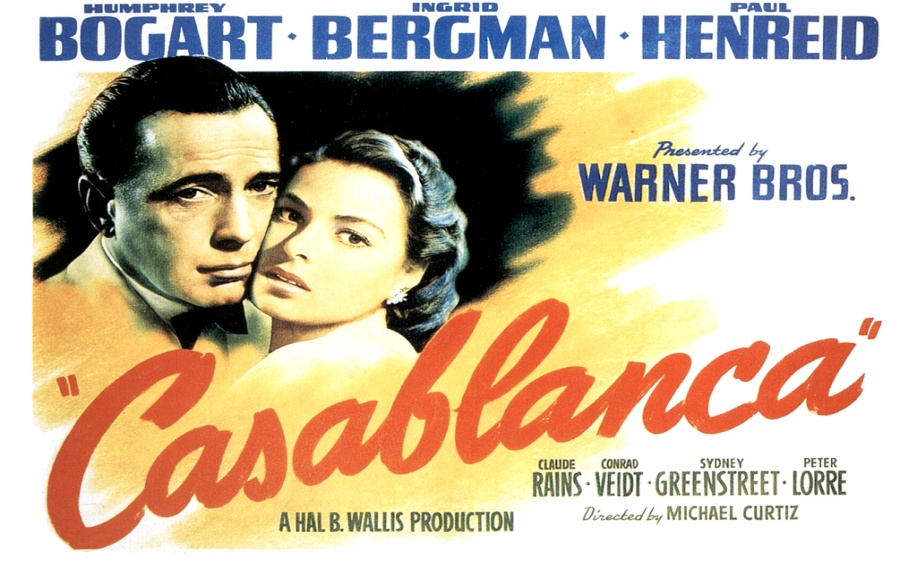 HUMPHREY INGRID PAUL
BOGART · BERGMAN · HENREID
Presented by
WARNER BROS.
"Casablanca"
CLAUDE CONRAD SYDNEY PETER
RAINS · VEIDT · GREENSTREET · LORRE
A HAL B. WALLIS PRODUCTION
Directed by MICHAEL CURTIZ